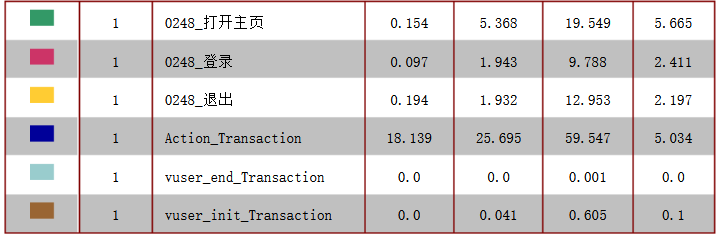 1 0248_打开主页 0.154 5.368 19.549 5.665
1 0248_登录 0.097 1.943 9.788 2.411
1 0248_退出 0.194 1.932 12.953 2.197
1 Action_Transaction 18.139 25.695 59.547 5.034
1 vuser_end_Transaction 0.0 0.0 0.001 0.0
1 vuser_init_Transaction 0.0 0.041 0.605 0.1